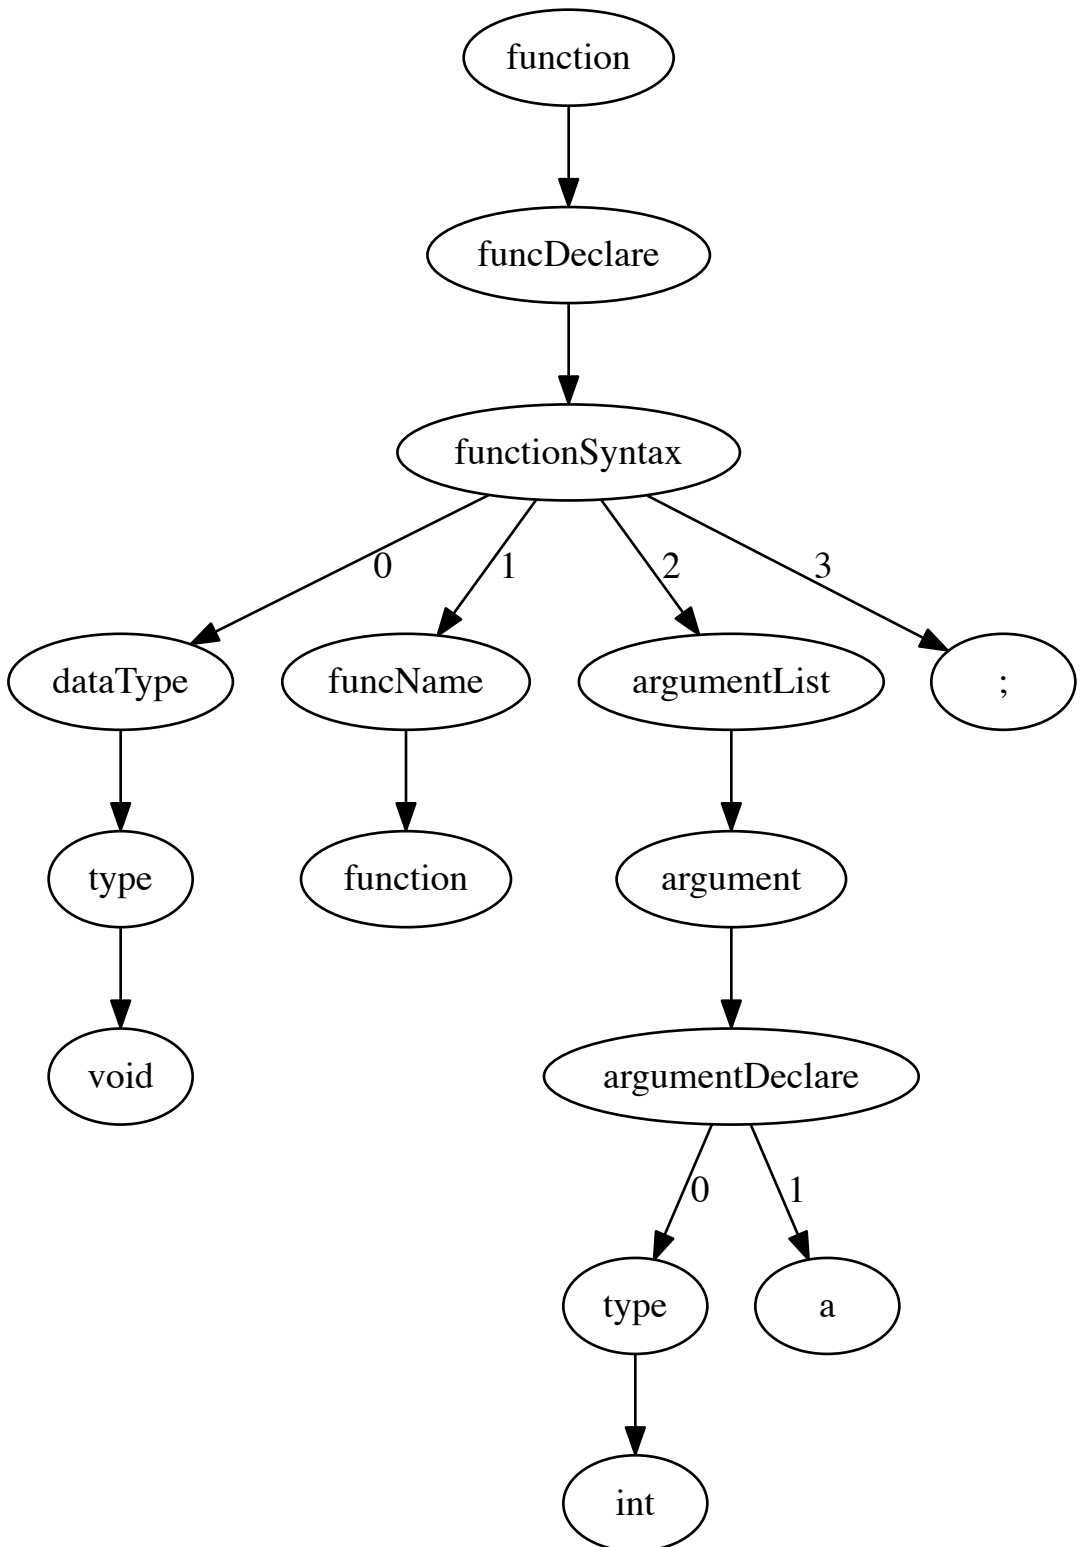 function
funcDeclare
functionSyntax
0 1 2 3
dataType funcName argumentList ;
type function argument
void argumentDeclare
0 1
type a
int